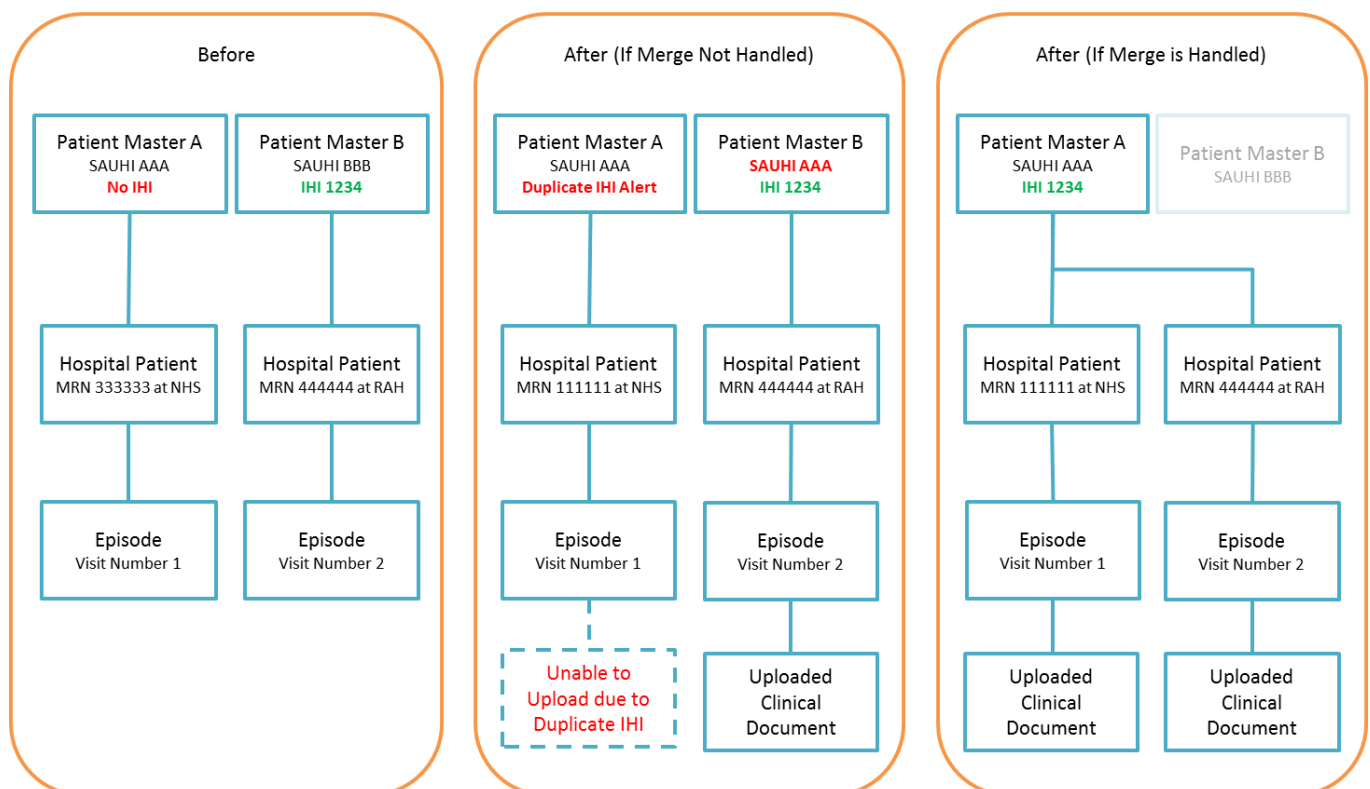 Before
Patient Master A
SAUHI AAA
No IHI
Patient Master B
SAUHI BBB
IHI 1234
Hospital Patient
MRN 333333 at NHS
Hospital Patient
MRN 444444 at RAH
Episode
Visit Number 1
Episode
Visit Number 2
After (If Merge Not Handled)
Patient Master A
SAUHI AAA
Duplicate IHI Alert
Patient Master B
SAUHI AAA
IHI 1234
Hospital Patient
MRN 111111 at NHS
Hospital Patient
MRN 444444 at RAH
Episode
Visit Number 1
Episode
Visit Number 2
Unable to
Upload due to
Duplicate IHI
Uploaded
Clinical
Document
After (If Merge is Handled)
Patient Master A
SAUHI AAA
IHI 1234
Patient Master B
SAUHI BBB
Hospital Patient
MRN 111111 at NHS
Hospital Patient
MRN 444444 at RAH
Episode
Visit Number 1
Episode
Visit Number 2
Uploaded
Clinical
Document
Uploaded
Clinical
Document